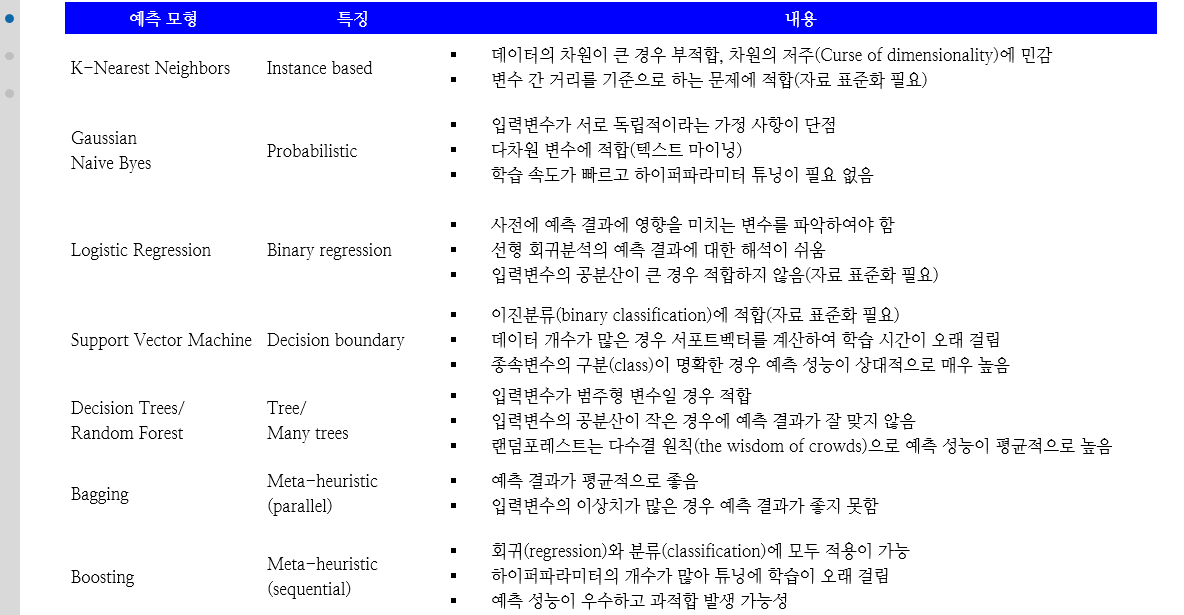 예측 모형 특징 내용
K-Nearest Neighbors Instance based
▪ 데이터의 차원이 큰 경우 부적합, 차원의 저주(Curse of dimensionality)에 민감
▪ 변수 간 거리를 기준으로 하는 문제에 적합(자료 표준화 필요)
Gaussian
Naive Byes
Probabilistic
▪ 입력변수가 서로 독립적이라는 가정 사항이 단점
▪ 다차원 변수에 적합(텍스트 마이닝)
▪ 학습 속도가 빠르고 하이퍼파라미터 튜닝이 필요 없음
Logistic Regression Binary regression
▪ 사전에 예측 결과에 영향을 미치는 변수를 파악하여야 함
▪ 선형 회귀분석의 예측 결과에 대한 해석이 쉬움
▪ 입력변수의 공분산이 큰 경우 적합하지 않음(자료 표준화 필요)
Support Vector Machine Decision boundary
▪ 이진분류(binary classification)에 적합(자료 표준화 필요)
▪ 데이터 개수가 많은 경우 서포트벡터를 계산하여 학습 시간이 오래 걸림
▪ 종속변수의 구분(class)이 명확한 경우 예측 성능이 상대적으로 매우 높음
Decision Trees/
Random Forest
Tree/
Many trees
▪ 입력변수가 범주형 변수일 경우 적합
▪ 입력변수의 공분산이 작은 경우에 예측 결과가 잘 맞지 않음
▪ 랜덤포레스트는 다수결 원칙(the wisdom of crowds)으로 예측 성능이 평균적으로 높음
Bagging
Meta-heuristic
(parallel)
▪ 예측 결과가 평균적으로 좋음
▪ 입력변수의 이상치가 많은 경우 예측 결과가 좋지 못함
Boosting
Meta-heuristic
(sequential)
▪ 회귀(regression)와 분류(classification)에 모두 적용이 가능
▪ 하이퍼파라미터의 개수가 많아 튜닝에 학습이 오래 걸림
▪ 예측 성능이 우수하고 과적합 발생 가능성